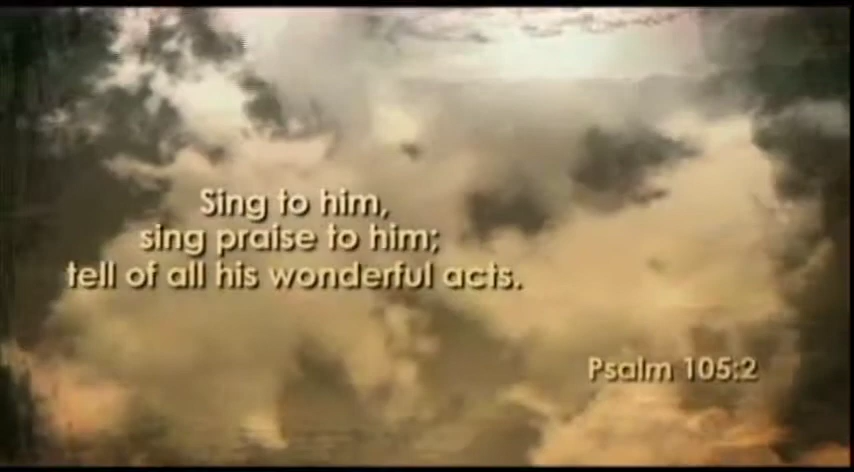 Sing to him,
sing praise to him;
tell of all his wonderful acts.
Psalm 105:2